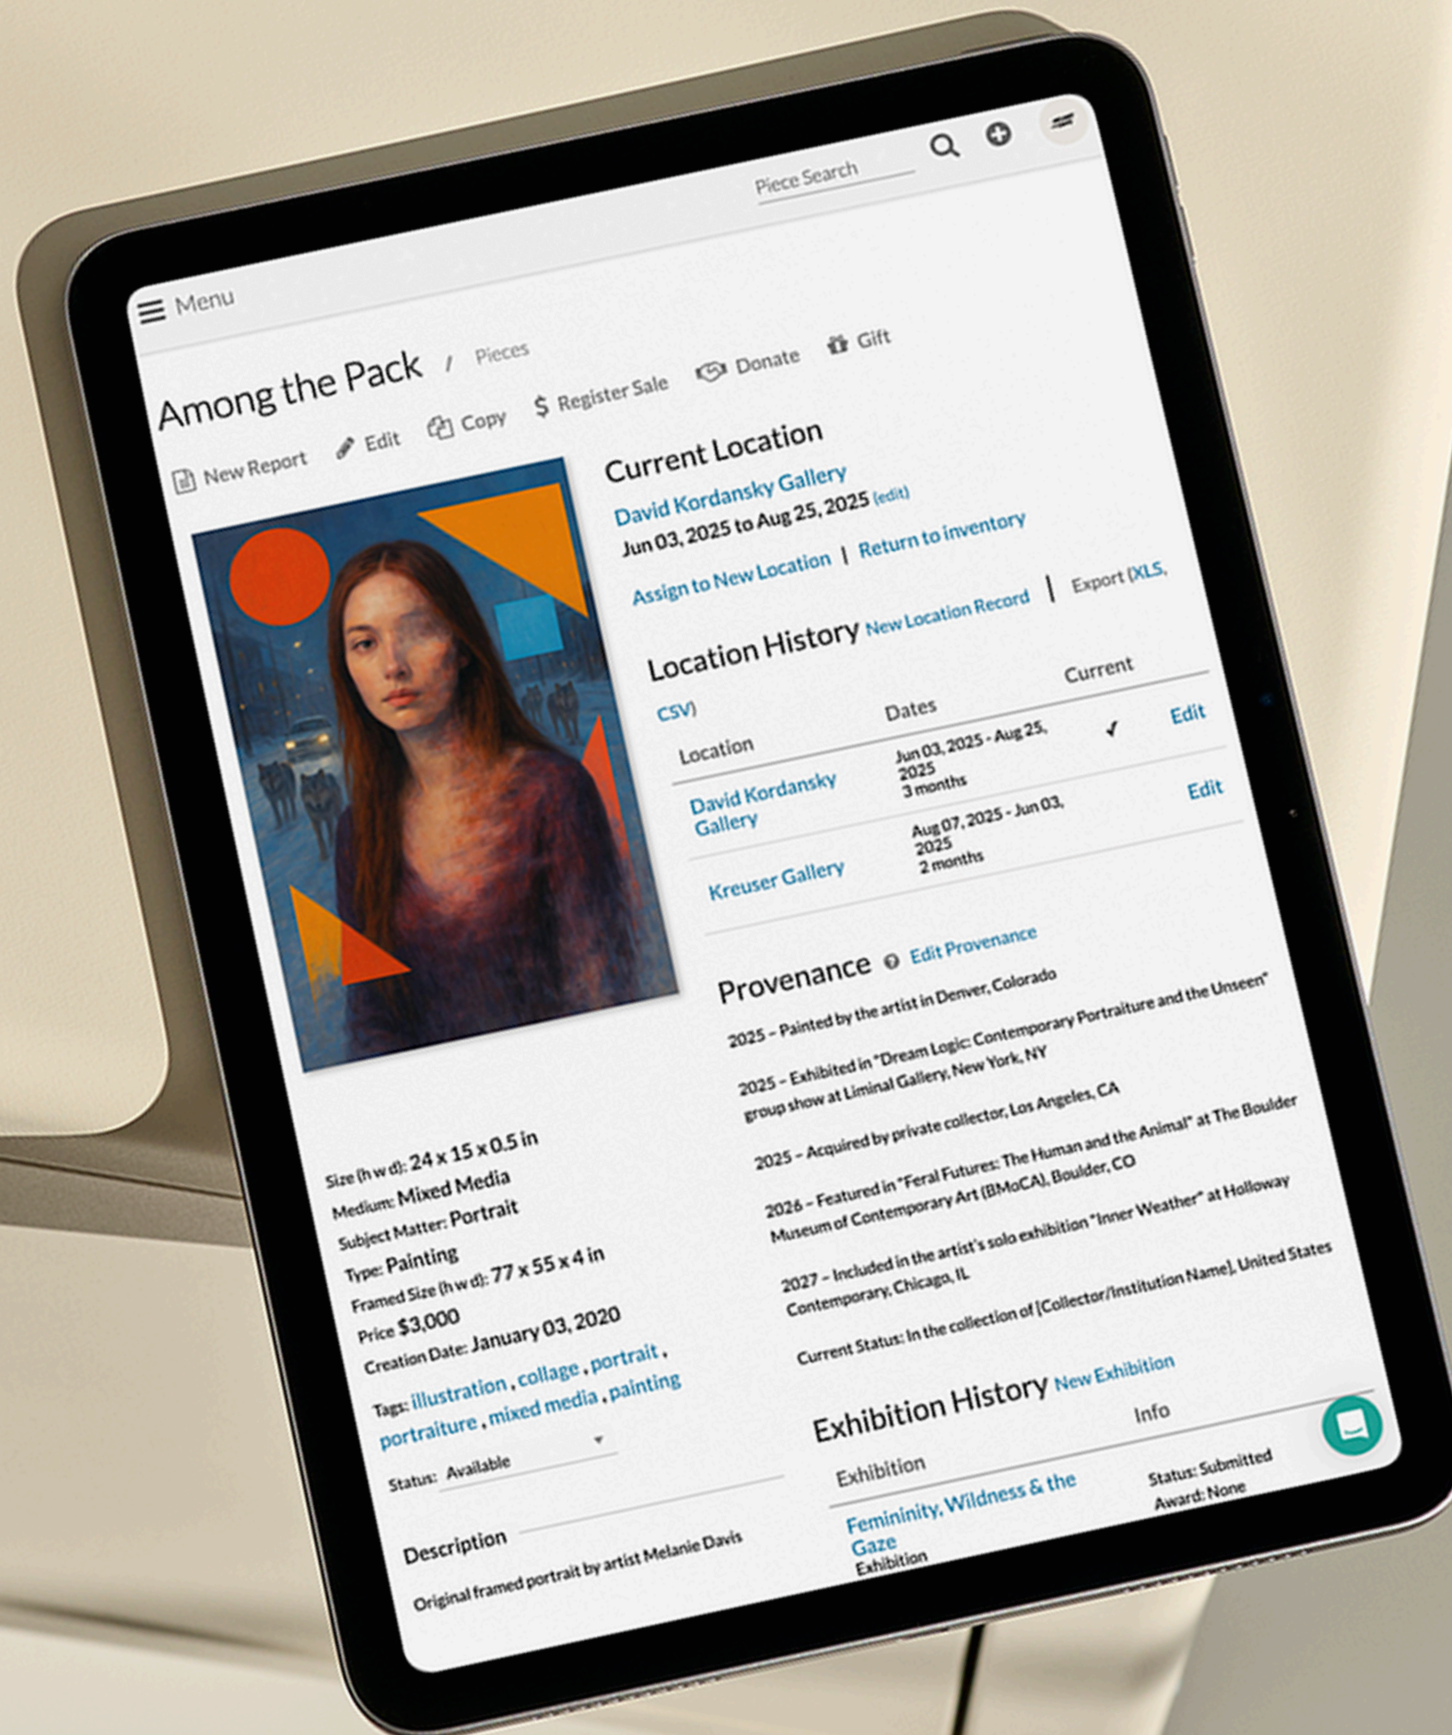 Piece Search
Menu
Among the Pack / Pieces
New Report Edit Copy $ Register Sale Donate Gift
Current Location
David Kordansky Gallery
Jun 03, 2025 to Aug 25, 2025 (edit)
Assign to New Location | Return to inventory
Location History New Location Record | Export (XLS,
CSV)
Location Dates Current
David Kordansky
Gallery
Jun 03, 2025 - Aug 25,
2025
3 months
✓ Edit
Kreuser Gallery
Aug 07, 2025 - Jun 03,
2025
2 months
Edit
Provenance ? Edit Provenance
2025 – Painted by the artist in Denver, Colorado
2025 – Exhibited in "Dream Logic: Contemporary Portraiture and the Unseen"
group show at Liminal Gallery, New York, NY
2025 – Acquired by private collector, Los Angeles, CA
2026 – Featured in "Feral Futures: The Human and the Animal" at The Boulder
Museum of Contemporary Art (BMoCA), Boulder, CO
2027 – Included in the artist's solo exhibition "Inner Weather" at Holloway
Contemporary, Chicago, IL
Current Status: In the collection of [Collector/Institution Name], United States
Exhibition History New Exhibition
Exhibition Info
Femininity, Wildness & the
Gaze
Exhibition
Status: Submitted
Award: None
Size (h w d): 24 x 15 x 0.5 in
Medium: Mixed Media
Subject Matter: Portrait
Type: Painting
Framed Size (h w d): 77 x 55 x 4 in
Price $3,000
Creation Date: January 03, 2020
Tags: illustration , collage , portrait ,
portraiture , mixed media , painting
Status: Available
Description
Original framed portrait by artist Melanie Davis